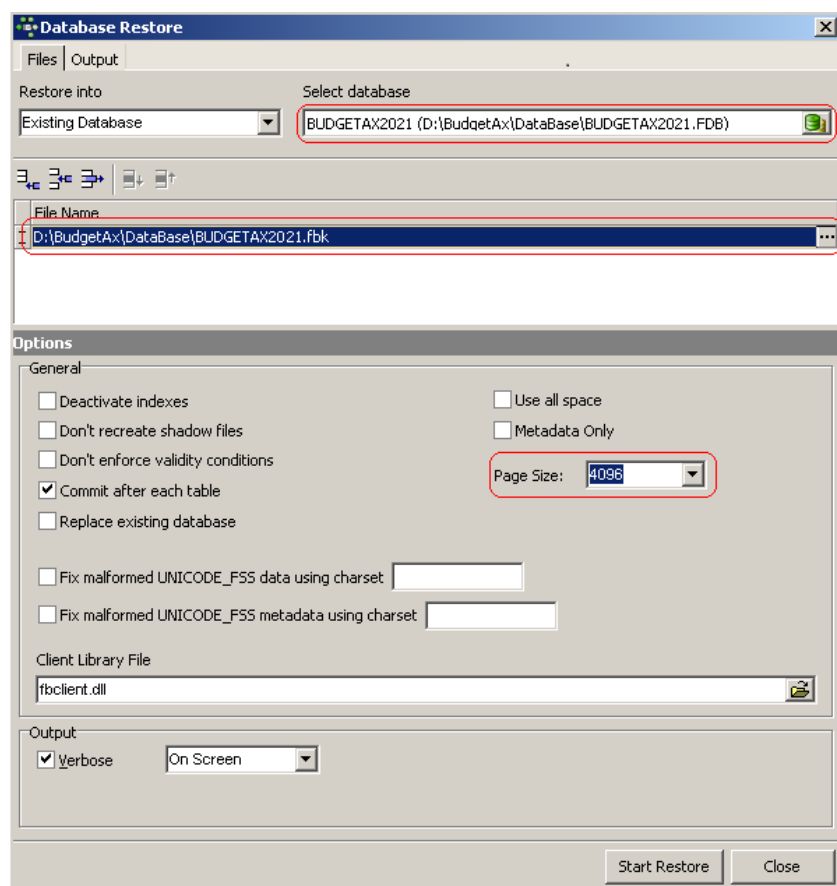 Database Restore
Files Output
Restore into Select database
Existing Database BUDGETAX2021 (D:\BudgetAx\DataBase\BUDGETAX2021.FDB)
File Name
D:\BudgetAx\DataBase\BUDGETAX2021.fbk
Options
General
Deactivate indexes Use all space
Don't recreate shadow files Metadata Only
Don't enforce validity conditions
Page Size: 4096
Commit after each table
Replace existing database
Fix malformed UNICODE_FSS data using charset
Fix malformed UNICODE_FSS metadata using charset
Client Library File
fbclient.dll
Output
Verbose On Screen
Start Restore Close